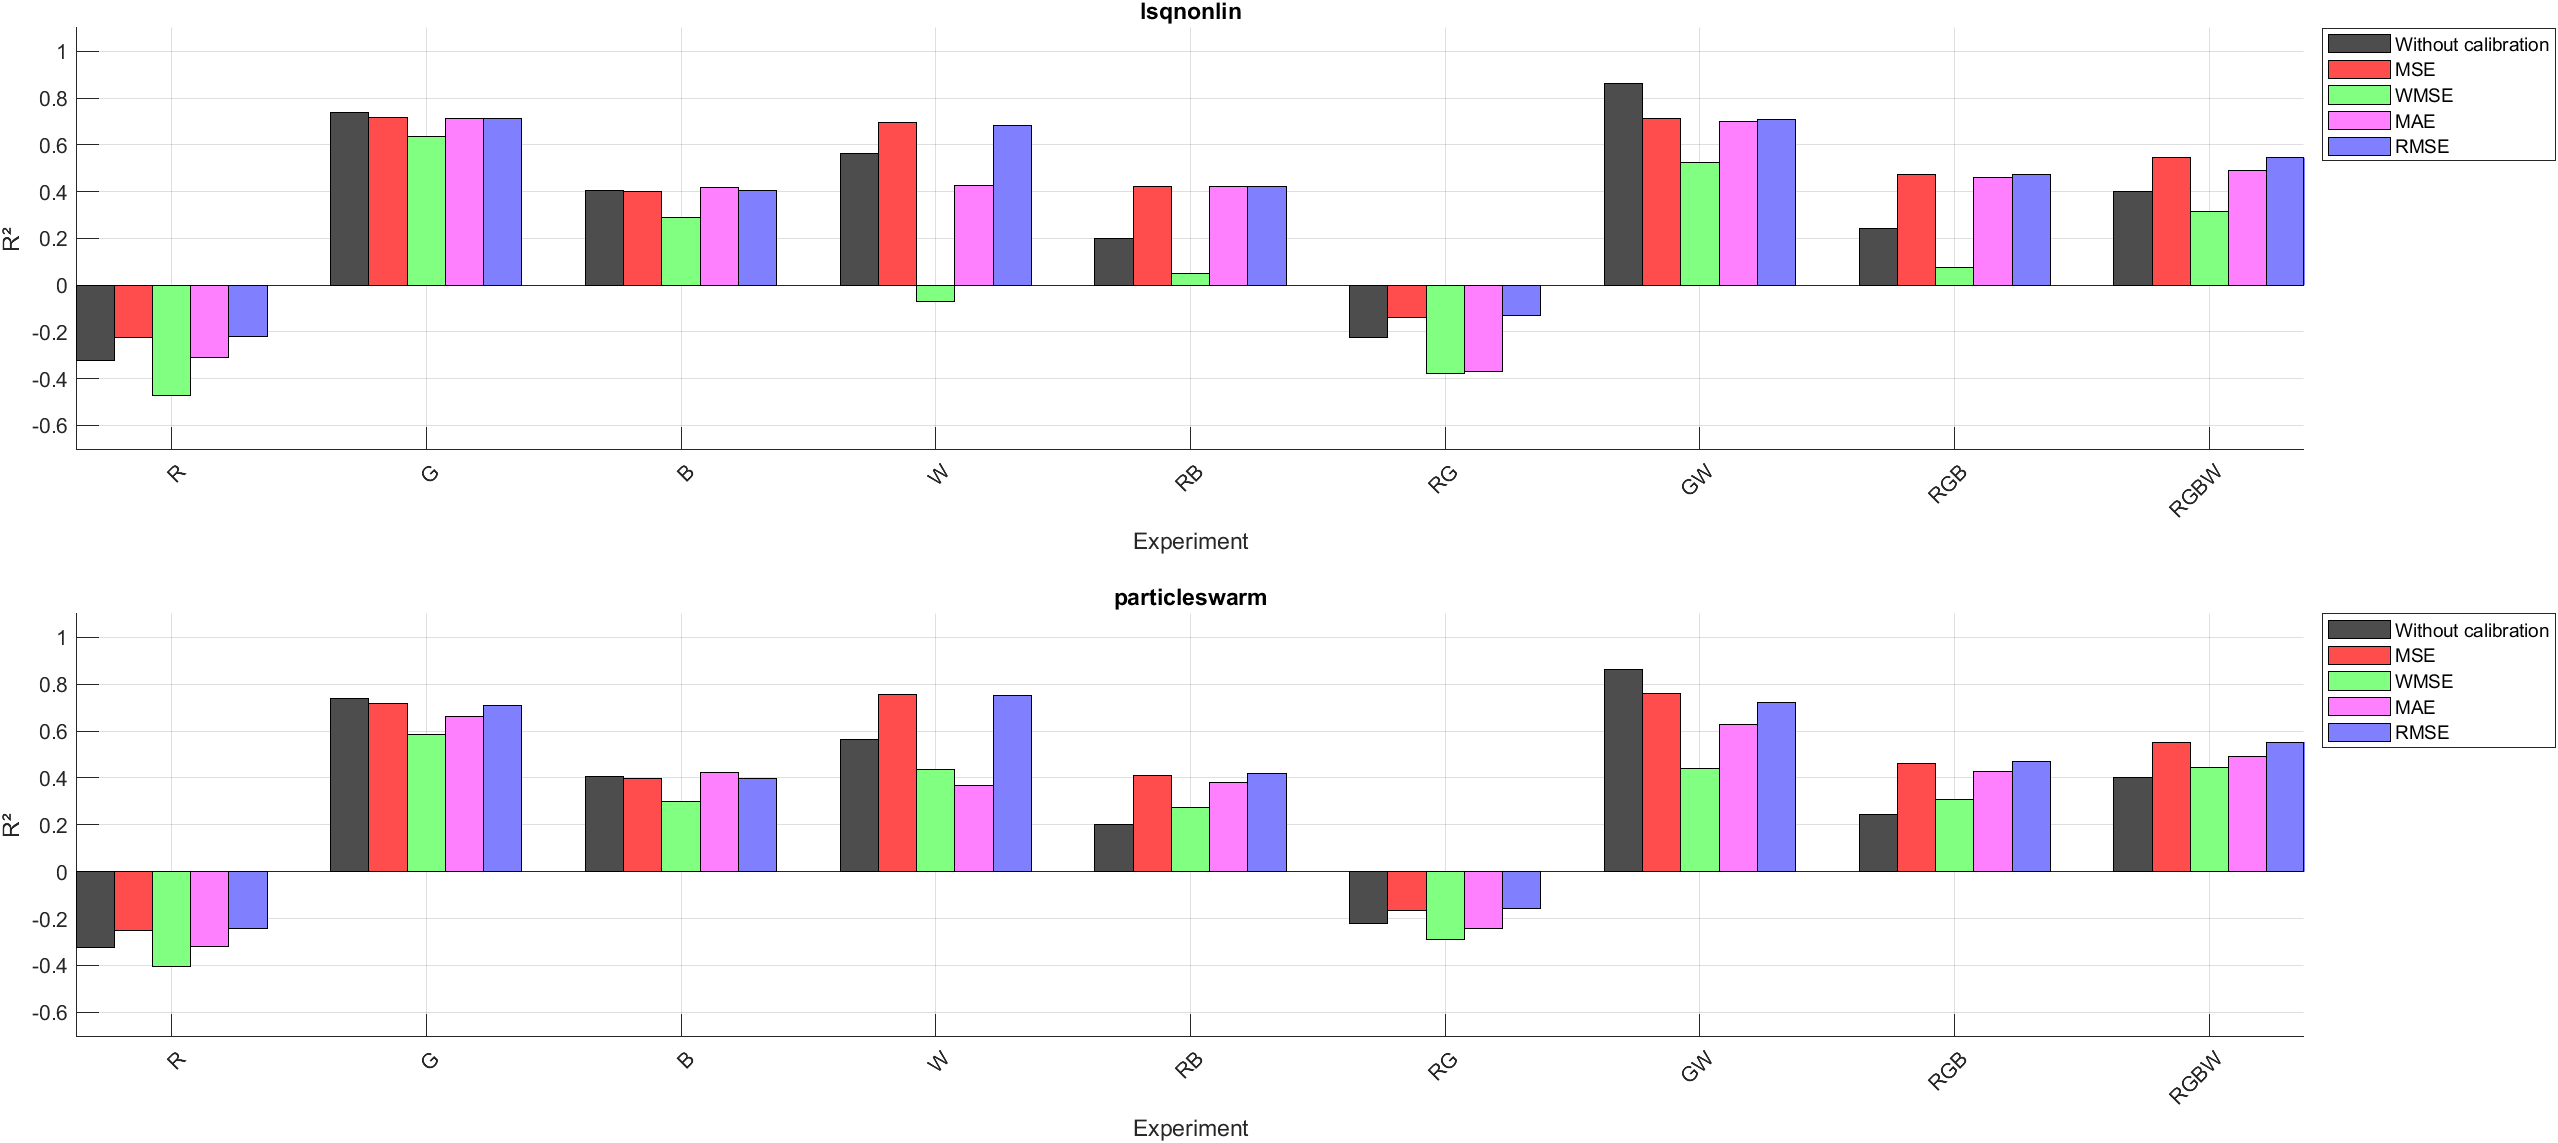 lsqnonlin
1
0.8
0.6
0.4
0.2
0
-0.2
-0.4
-0.6
R²
R
G
B
W
RB
RG
GW
RGB
RGBW
Experiment
Without calibration
MSE
WMSE
MAE
RMSE
particleswarm
1
0.8
0.6
0.4
0.2
0
-0.2
-0.4
-0.6
R²
R
G
B
W
RB
RG
GW
RGB
RGBW
Experiment
Without calibration
MSE
WMSE
MAE
RMSE